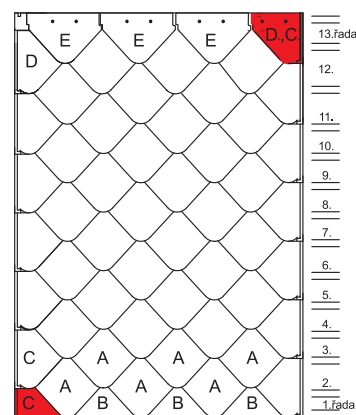 E E E D.,C 13.řada
D 12.
11.
10.
9.
8.
7.
6.
5.
4.
C A A A 3.
A A A 2.
C B B B 1.řada